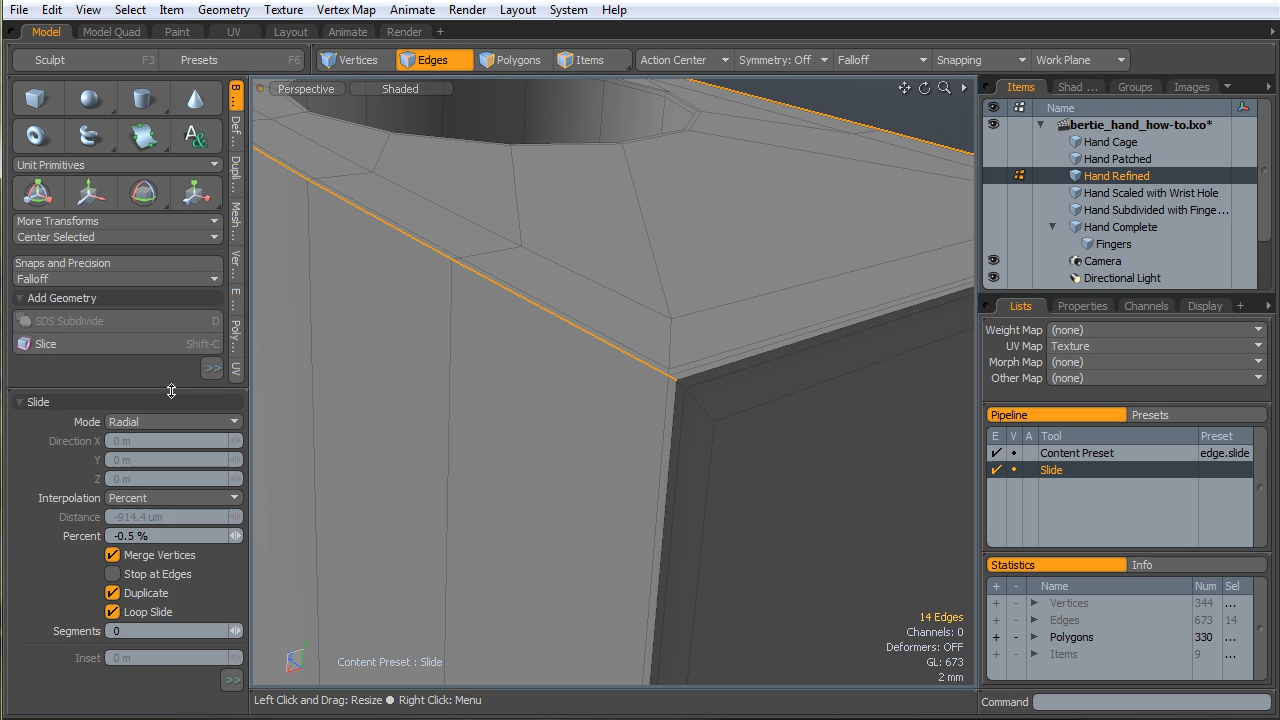 File Edit View Select Item Geometry Texture Vertex Map Animate Render Layout System Help
Model Model Quad Paint UV Layout Animate Render +
Sculpt F3 Presets F6 Vertices Edges Polygons Items Action Center Symmetry: Off Falloff Snapping Work Plane
B ...
Def ...
Dupli ...
Mesh ...
Ver ...
E ...
Poly ...
UV
Unit Primitives
More Transforms
Center Selected
Snaps and Precision
Falloff
Add Geometry
SDS Subdivide D
Slice Shift-C
>>
Slide
Mode Radial
Direction X 0 m
Y 0 m
Z 0 m
Interpolation Percent
Distance -914.4 um
Percent -0.5 %
Merge Vertices
Stop at Edges
Duplicate
Loop Slide
Segments 0
Inset 0 m
>>
Perspective Shaded
Content Preset : Slide
14 Edges
Channels: 0
Deformers: OFF
GL: 673
2 mm
Left Click and Drag: Resize ● Right Click: Menu
Items Shad ... Groups Images
Name
bertie_hand_how-to.lxo*
Hand Cage
Hand Patched
Hand Refined
Hand Scaled with Wrist Hole
Hand Subdivided with Finge...
Hand Complete
Fingers
Camera
Directional Light
Lists Properties Channels Display +
Weight Map (none)
UV Map Texture
Morph Map (none)
Other Map (none)
Pipeline Presets
E V A Tool Preset
Content Preset edge.slide
Slide
Statistics Info
+ - Name Num Sel
+ - Vertices 344 ...
+ - Edges 673 14
+ - Polygons 330 ...
+ - Items 9 ...
Command